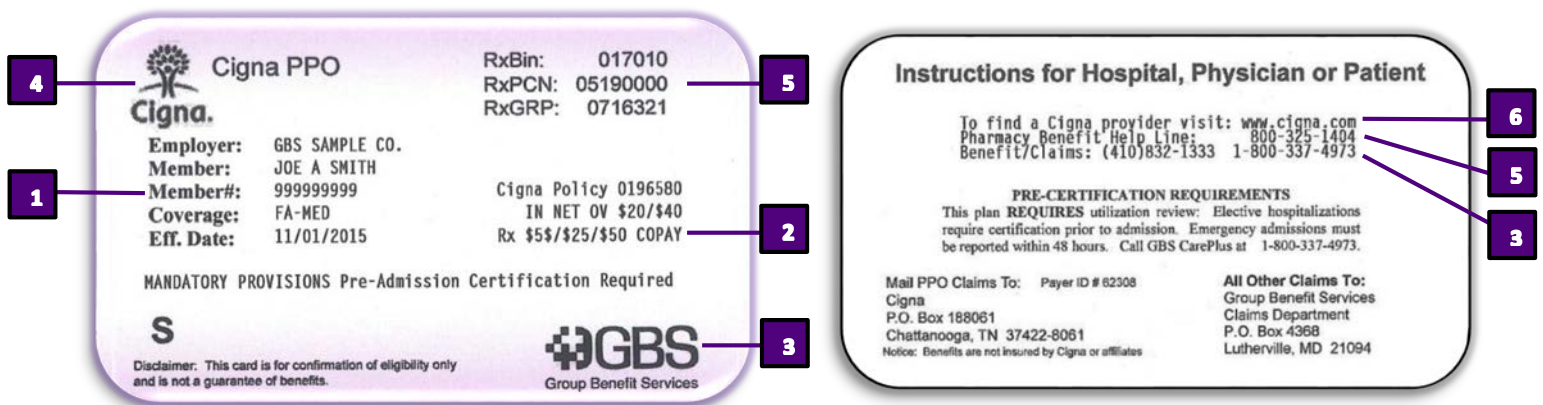 4
Cigna PPO
Cigna.
RxBin: 017010
RxPCN: 05190000
RxGRP: 0716321
5
Employer: GBS SAMPLE CO.
Member: JOE A SMITH
1
Member#: 999999999
Coverage: FA-MED
Eff. Date: 11/01/2015
Cigna Policy 0196580
IN NET OV $20/$40
Rx $5$/$25/$50 COPAY
2
MANDATORY PROVISIONS Pre-Admission Certification Required
S
Disclaimer: This card is for confirmation of eligibility only
and is not a guarantee of benefits.
GBS
Group Benefit Services
3
Instructions for Hospital, Physician or Patient
To find a Cigna provider visit: www.cigna.com
Pharmacy Benefit Help Line: 800-325-1404
Benefit/Claims: (410)832-1333 1-800-337-4973
6
5
3
PRE-CERTIFICATION REQUIREMENTS
This plan REQUIRES utilization review: Elective hospitalizations
require certification prior to admission. Emergency admissions must
be reported within 48 hours. Call GBS CarePlus at 1-800-337-4973.
Mail PPO Claims To: Payer ID # 62308
Cigna
P.O. Box 188061
Chattanooga, TN 37422-8061
Notice: Benefits are not insured by Cigna or affiliates
All Other Claims To:
Group Benefit Services
Claims Department
P.O. Box 4368
Lutherville, MD 21094